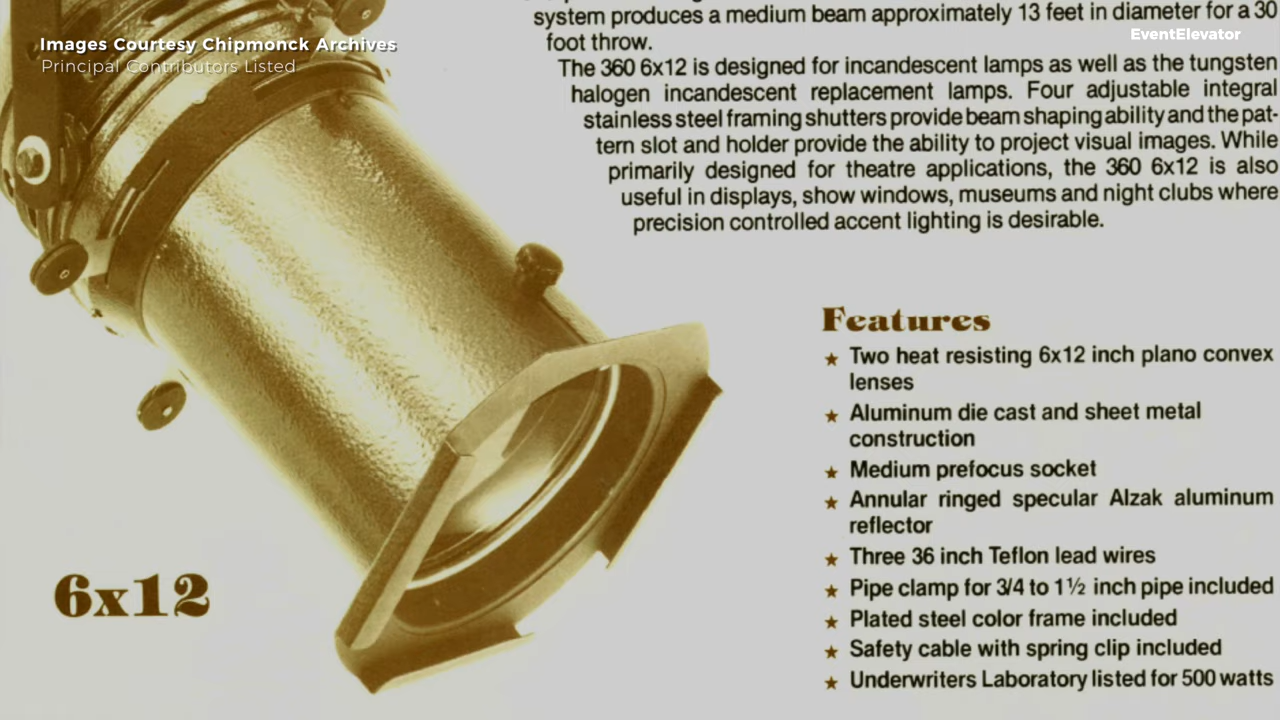 Images Courtesy Chipmonck Archives
Principal Contributors Listed
EventElevator
system produces a medium beam approximately 13 feet in diameter for a 30
foot throw.
The 360 6x12 is designed for incandescent lamps as well as the tungsten
halogen incandescent replacement lamps. Four adjustable integral
stainless steel framing shutters provide beam shaping ability and the pat-
tern slot and holder provide the ability to project visual images. While
primarily designed for theatre applications, the 360 6x12 is also
useful in displays, show windows, museums and night clubs where
precision controlled accent lighting is desirable.
Features
★ Two heat resisting 6x12 inch plano convex
lenses
★ Aluminum die cast and sheet metal
construction
★ Medium prefocus socket
★ Annular ringed specular Alzak aluminum
reflector
★ Three 36 inch Teflon lead wires
★ Pipe clamp for 3/4 to 1½ inch pipe included
★ Plated steel color frame included
★ Safety cable with spring clip included
★ Underwriters Laboratory listed for 500 watts
6x12